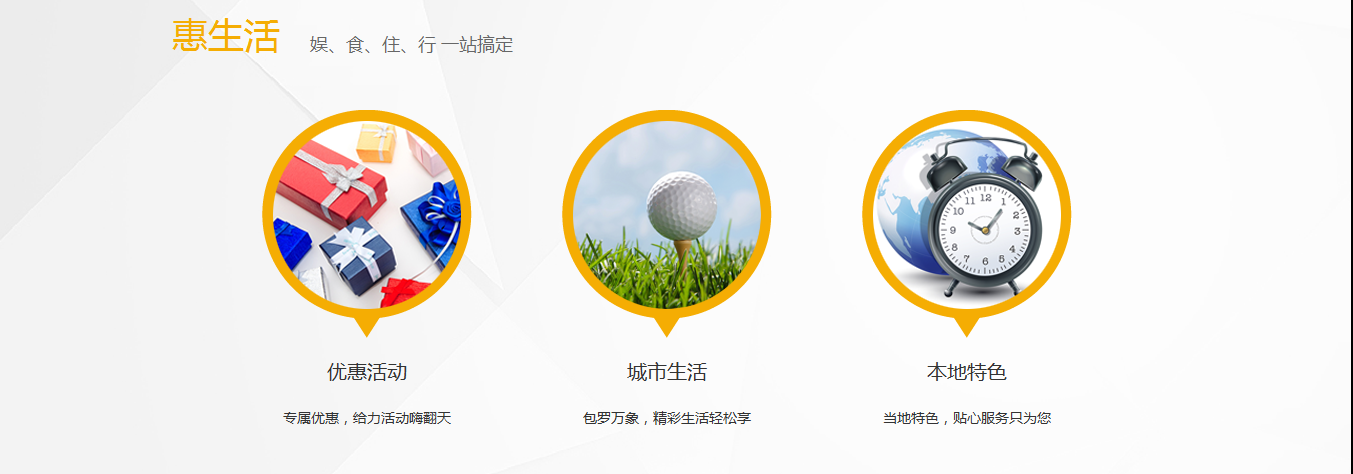 惠生活
娱、食、住、行 一站搞定
12
1
2
3
4
5
6
7
8
9
10
11
优惠活动
城市生活
本地特色
专属优惠，给力活动嗨翻天
包罗万象，精彩生活轻松享
当地特色，贴心服务只为您